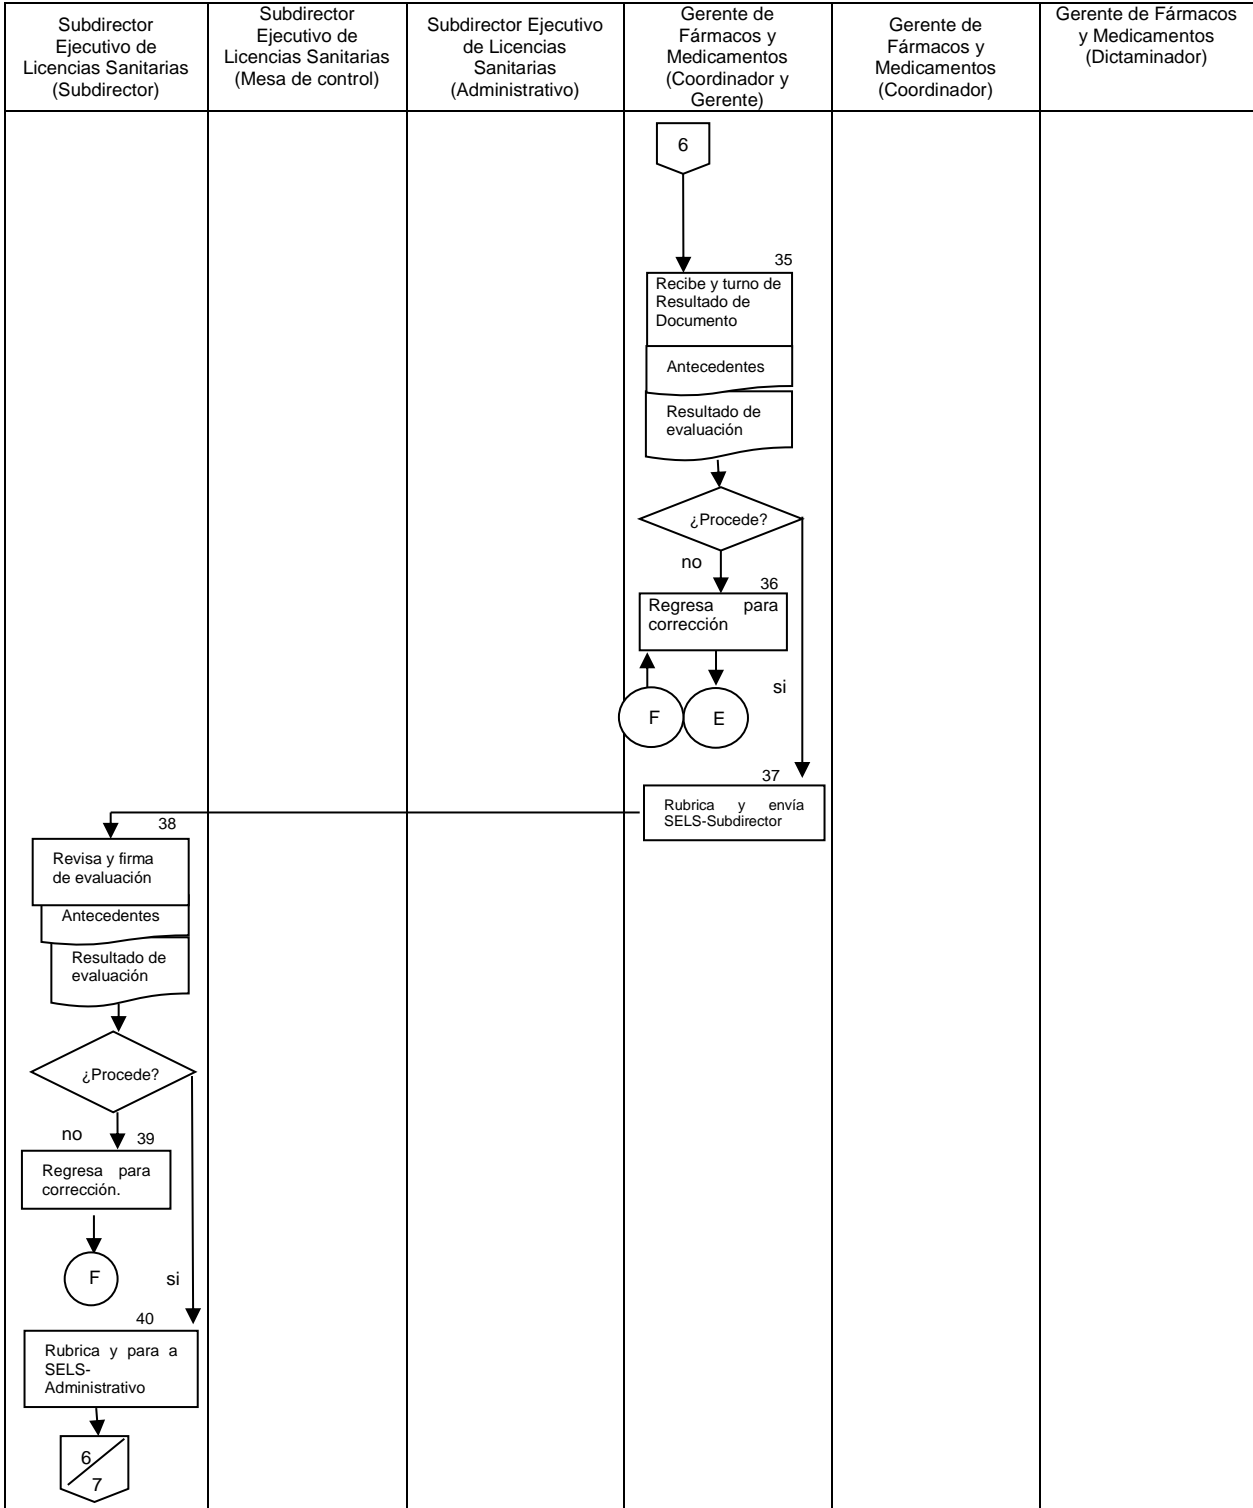 Subdirector
Ejecutivo de
Licencias Sanitarias
(Subdirector)
Subdirector
Ejecutivo de
Licencias Sanitarias
(Mesa de control)
Subdirector Ejecutivo
de Licencias
Sanitarias
(Administrativo)
Gerente de
Fármacos y
Medicamentos
(Coordinador y
Gerente)
Gerente de
Fármacos y
Medicamentos
(Coordinador)
Gerente de Fármacos
y Medicamentos
(Dictaminador)
6
35
Recibe y turno de
Resultado de
Documento
Antecedentes
Resultado de
evaluación
¿Procede?
no
36
Regresa para
corrección
si
F
E
37
Rubrica y envía
SELS-Subdirector
38
Revisa y firma
de evaluación
Antecedentes
Resultado de
evaluación
¿Procede?
no
39
Regresa para
corrección.
F
si
40
Rubrica y para a
SELS-
Administrativo
6
7